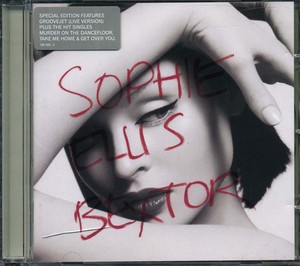 SPECIAL EDITION FEATURES
GROOVEJET (LIVE VERSION)
PLUS THE HIT SINGLES
MURDER ON THE DANCEFLOOR,
TAKE ME HOME & GET OVER YOU
SOPHIE
ELLIS
BEXTOR